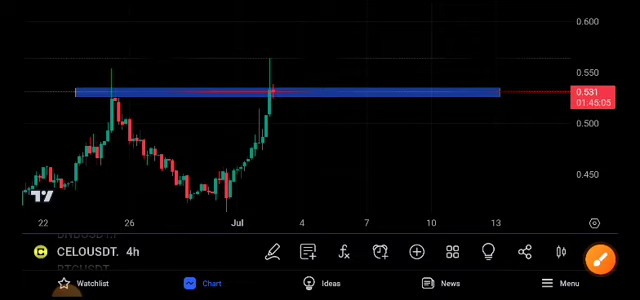 0.600
0.550
0.531
01:45:05
0.500
0.450
22 26 Jul 4 7 10 13
CELOUSDT. 4h
Watchlist Chart Ideas News Menu